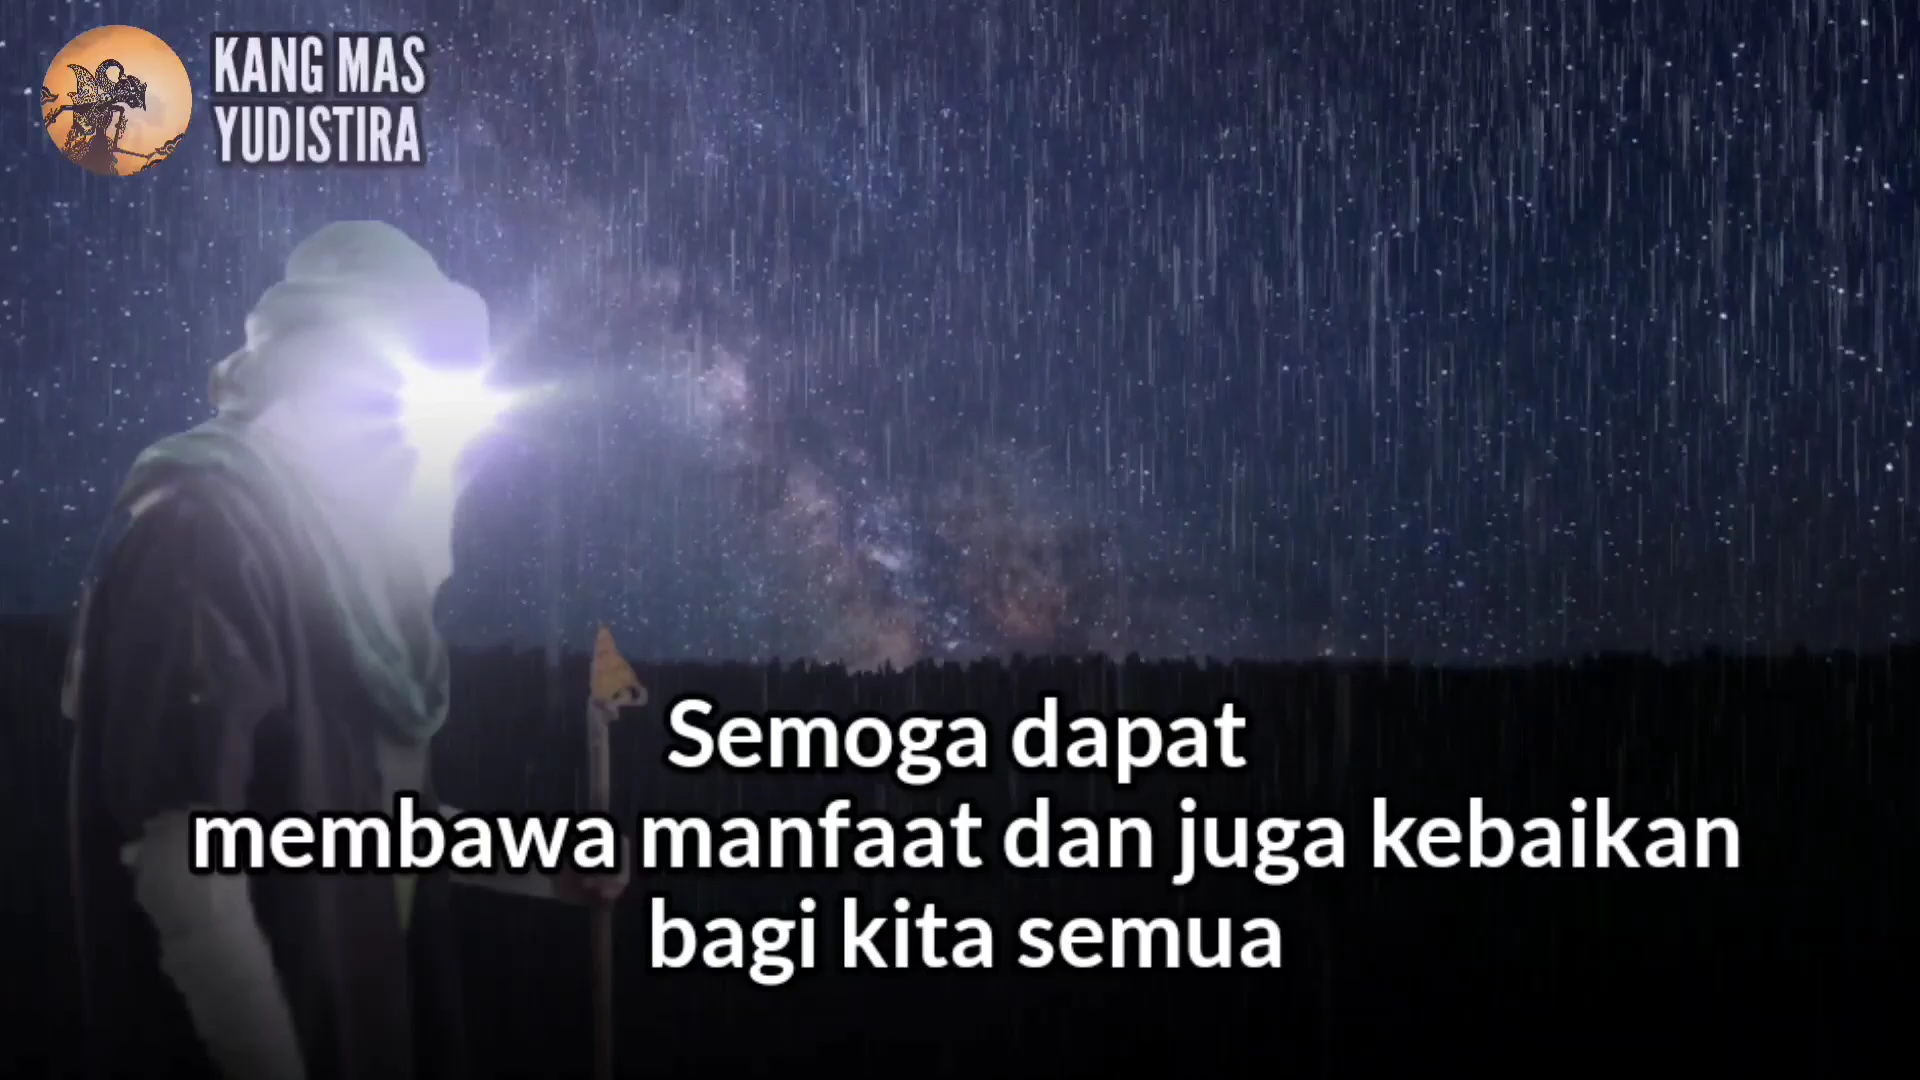 KANG MAS
YUDISTIRA
Semoga dapat
membawa manfaat dan juga kebaikan
bagi kita semua